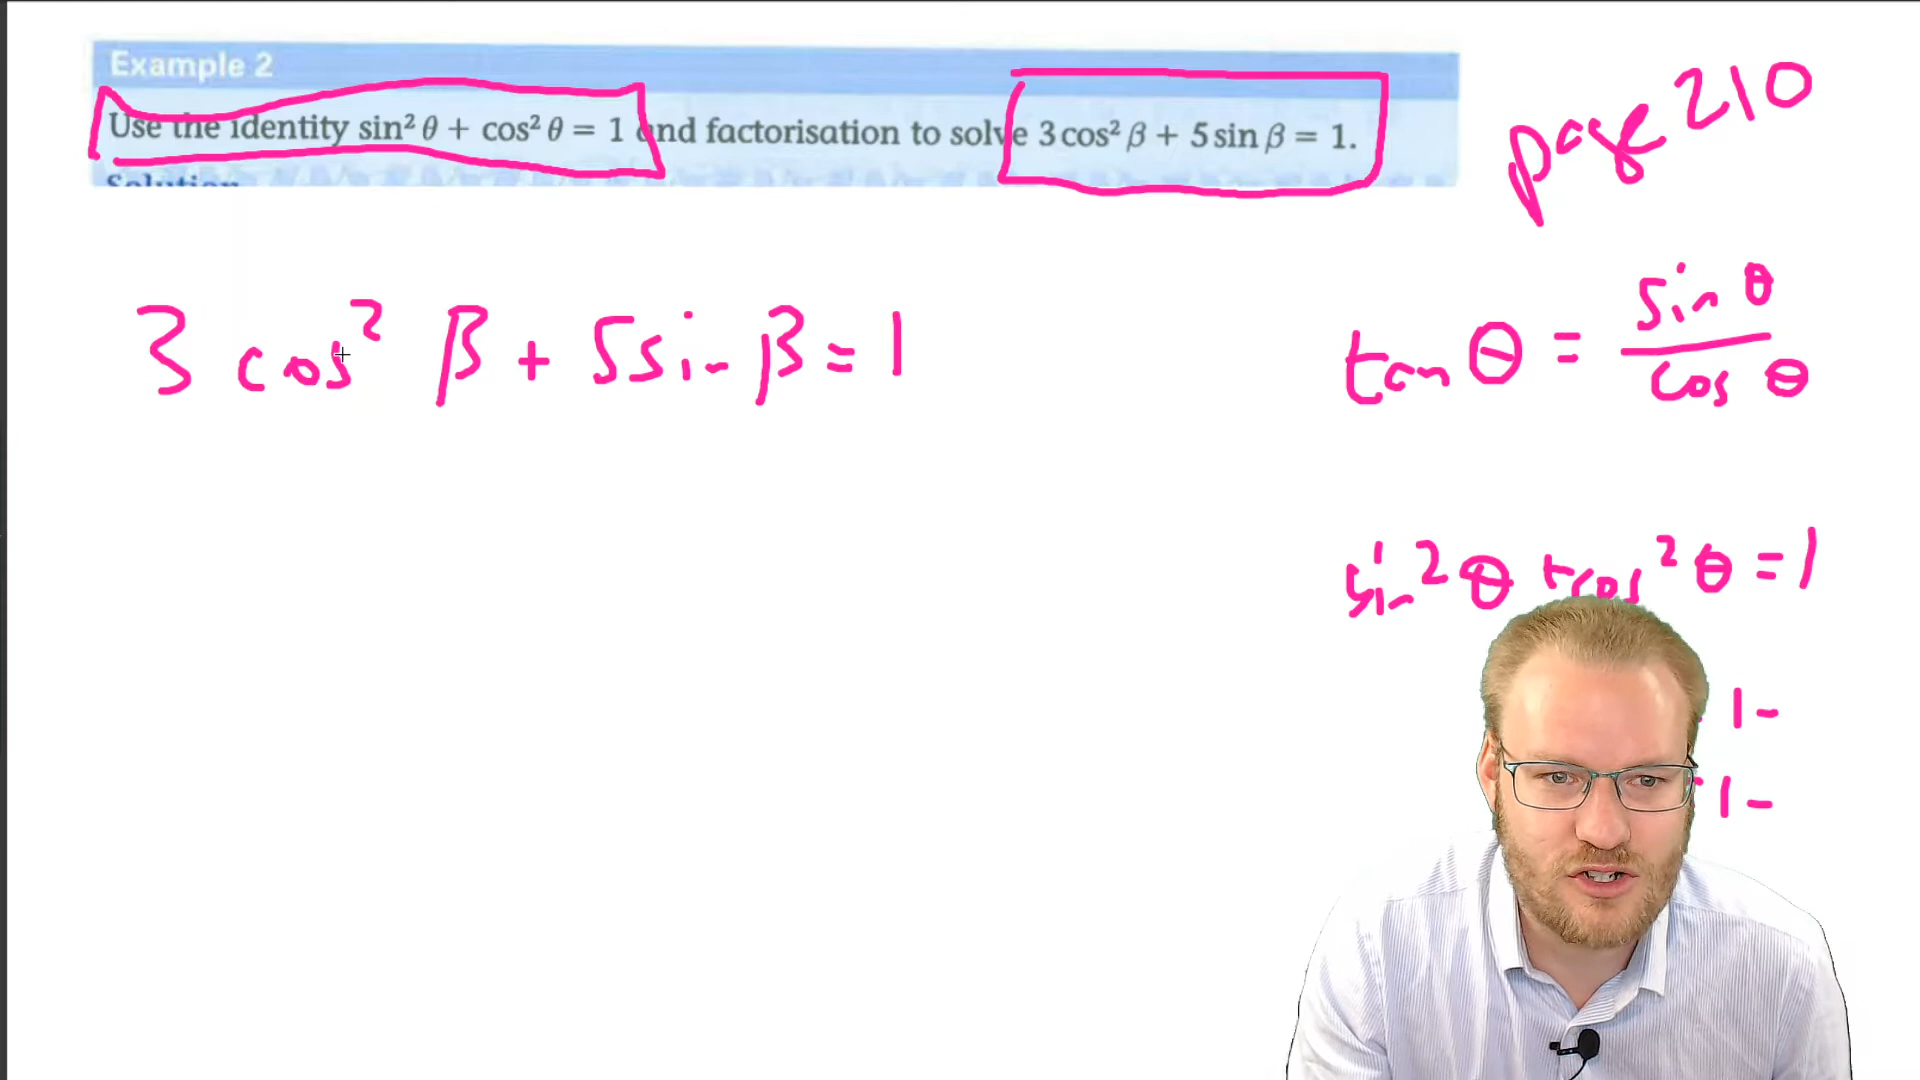 Example 2
Use the identity sin² θ + cos² θ = 1 and factorisation to solve 3 cos² β + 5 sin β = 1.
Solution
page 210
3 cos² β + 5 sin β = 1
tan θ = sin θ / cos θ
sin² θ + cos² θ = 1
1 -
1 -